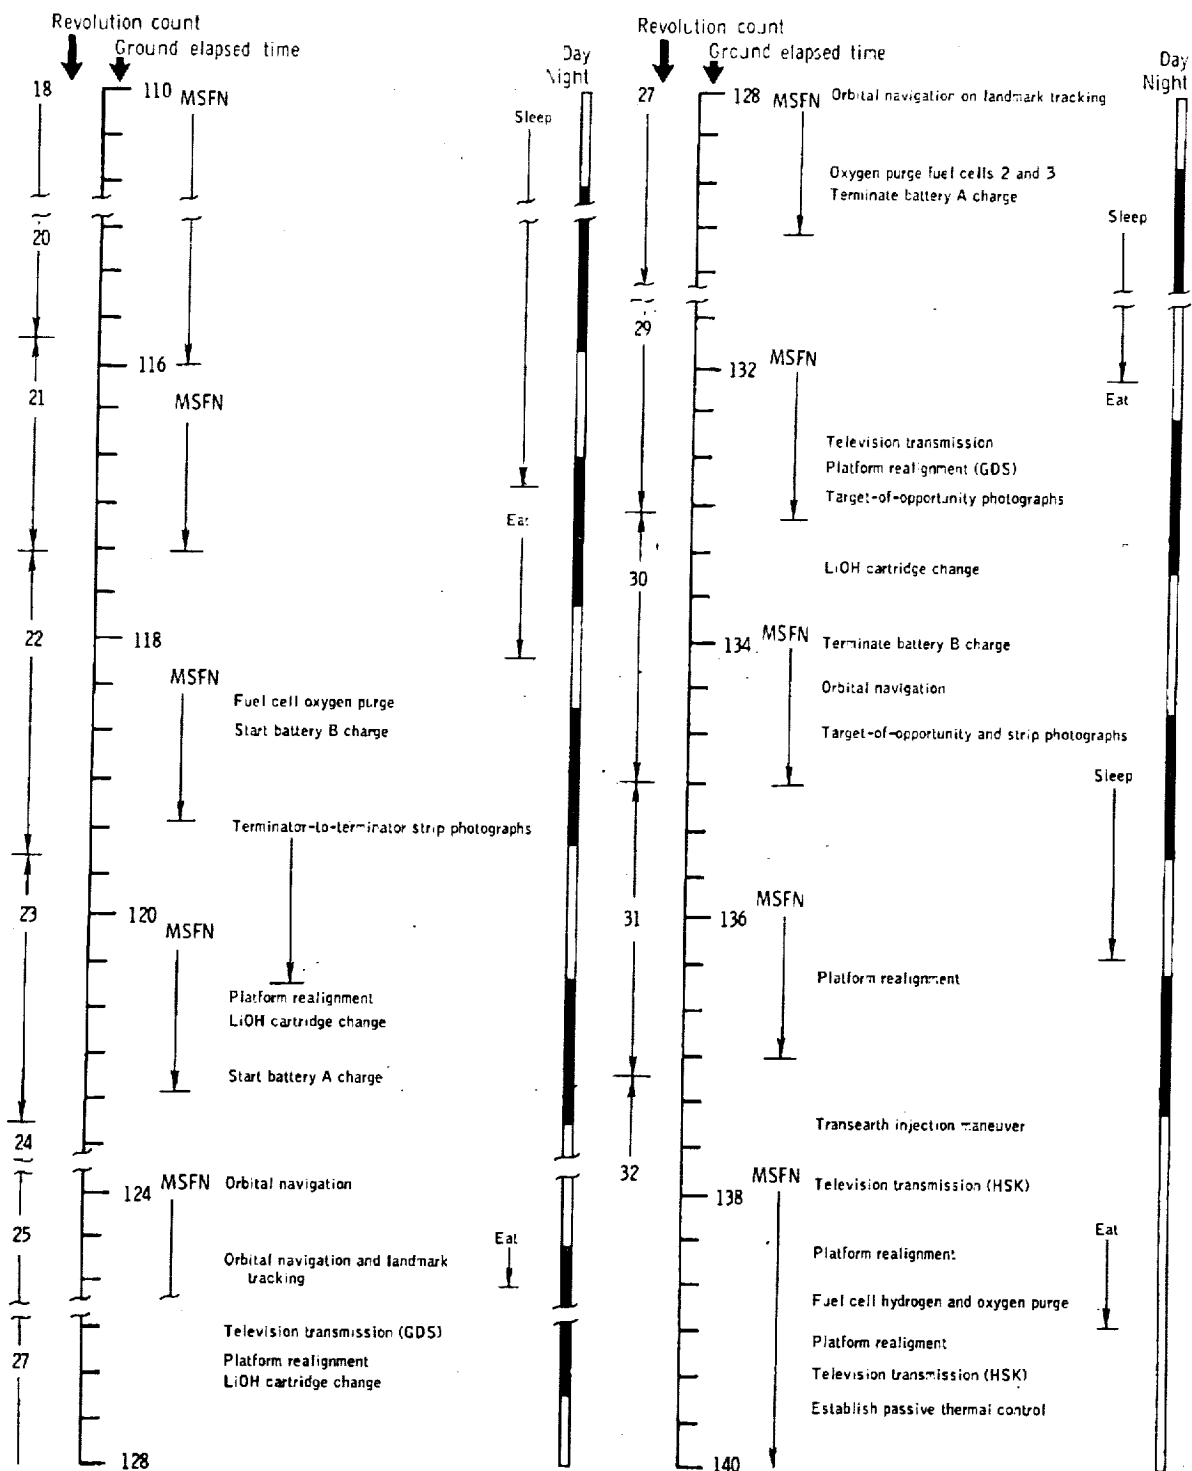 Revolution count
Ground elapsed time
Day
Night
18
110
MSFN
Sleep
20
116
21
MSFN
Eat
22
118
MSFN
Fuel cell oxygen purge
Start battery B charge
Terminator-to-terminator strip photographs
23
120
MSFN
Platform realignment
LiOH cartridge change
Start battery A charge
24
124
MSFN
Orbital navigation
25
Eat
Orbital navigation and landmark
tracking
Television transmission (GDS)
27
Platform realignment
LiOH cartridge change
128
Revolution count
Ground elapsed time
Day
Night
27
128
MSFN
Orbital navigation on landmark tracking
Oxygen purge fuel cells 2 and 3
Terminate battery A charge
Sleep
29
132
MSFN
Eat
Television transmission
Platform realignment (GDS)
Target-of-opportunity photographs
30
LiOH cartridge change
134
MSFN
Terminate battery B charge
Orbital navigation
Target-of-opportunity and strip photographs
Sleep
31
136
MSFN
Platform realignment
Transearth injection maneuver
32
138
MSFN
Television transmission (HSK)
Eat
Platform realignment
Fuel cell hydrogen and oxygen purge
Platform realigment
Television transmission (HSK)
Establish passive thermal control
140